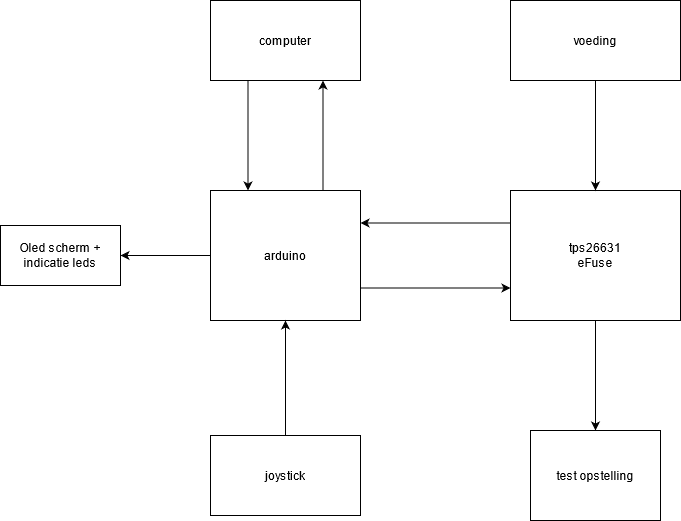 computer
voeding
Oled scherm +
indicatie leds
arduino
tps26631
eFuse
joystick
test opstelling